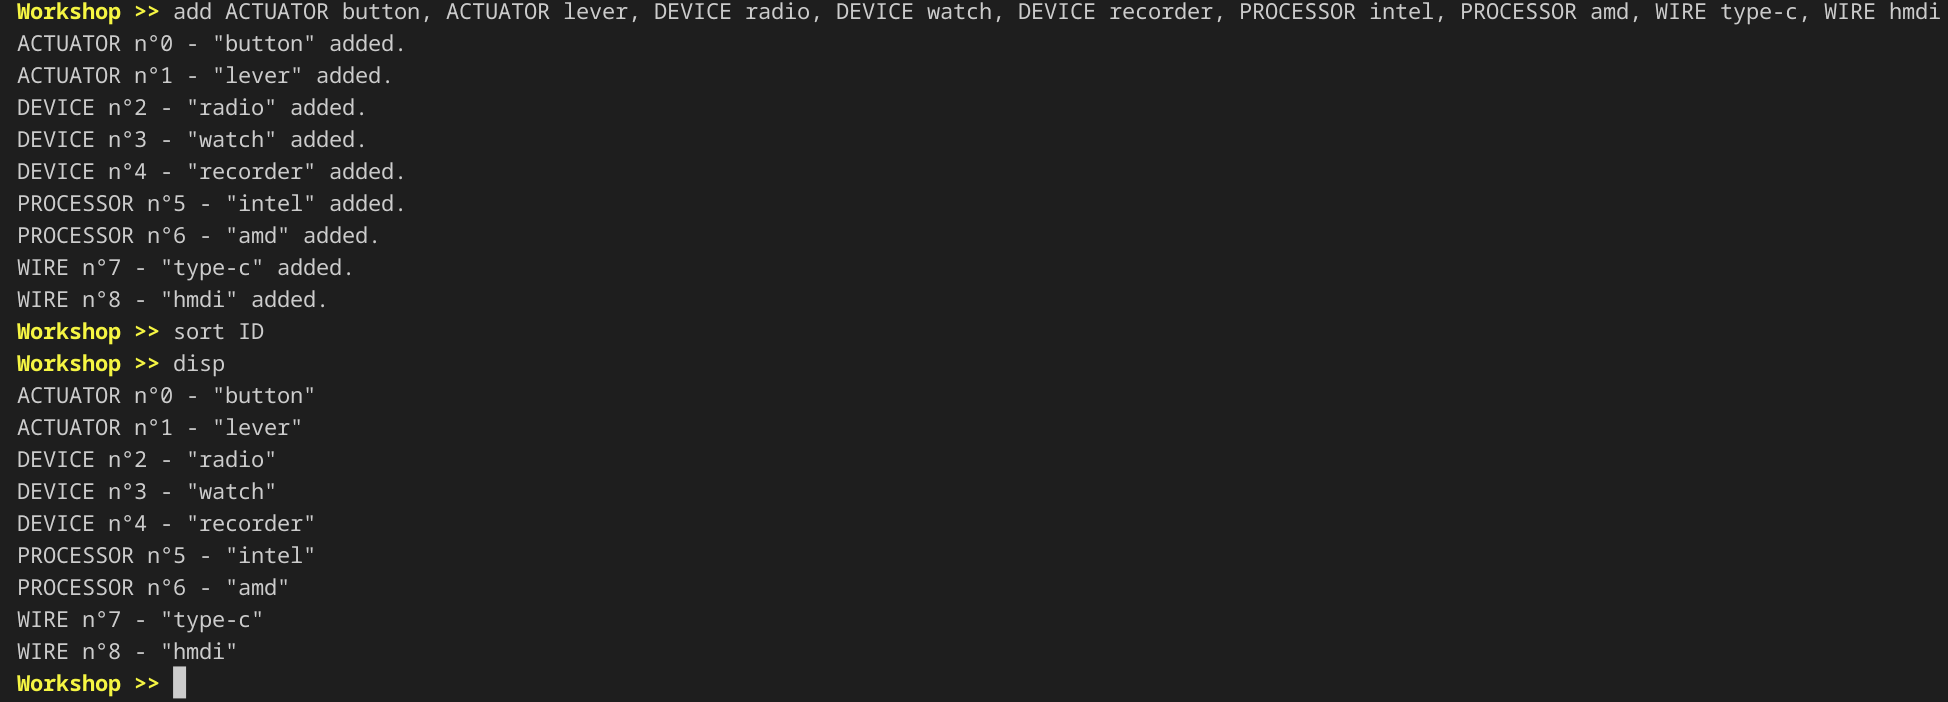 Workshop >> add ACTUATOR button, ACTUATOR lever, DEVICE radio, DEVICE watch, DEVICE recorder, PROCESSOR intel, PROCESSOR amd, WIRE type-c, WIRE hmdi
ACTUATOR n°0 - "button" added.
ACTUATOR n°1 - "lever" added.
DEVICE n°2 - "radio" added.
DEVICE n°3 - "watch" added.
DEVICE n°4 - "recorder" added.
PROCESSOR n°5 - "intel" added.
PROCESSOR n°6 - "amd" added.
WIRE n°7 - "type-c" added.
WIRE n°8 - "hmdi" added.
Workshop >> sort ID
Workshop >> disp
ACTUATOR n°0 - "button"
ACTUATOR n°1 - "lever"
DEVICE n°2 - "radio"
DEVICE n°3 - "watch"
DEVICE n°4 - "recorder"
PROCESSOR n°5 - "intel"
PROCESSOR n°6 - "amd"
WIRE n°7 - "type-c"
WIRE n°8 - "hmdi"
Workshop >>